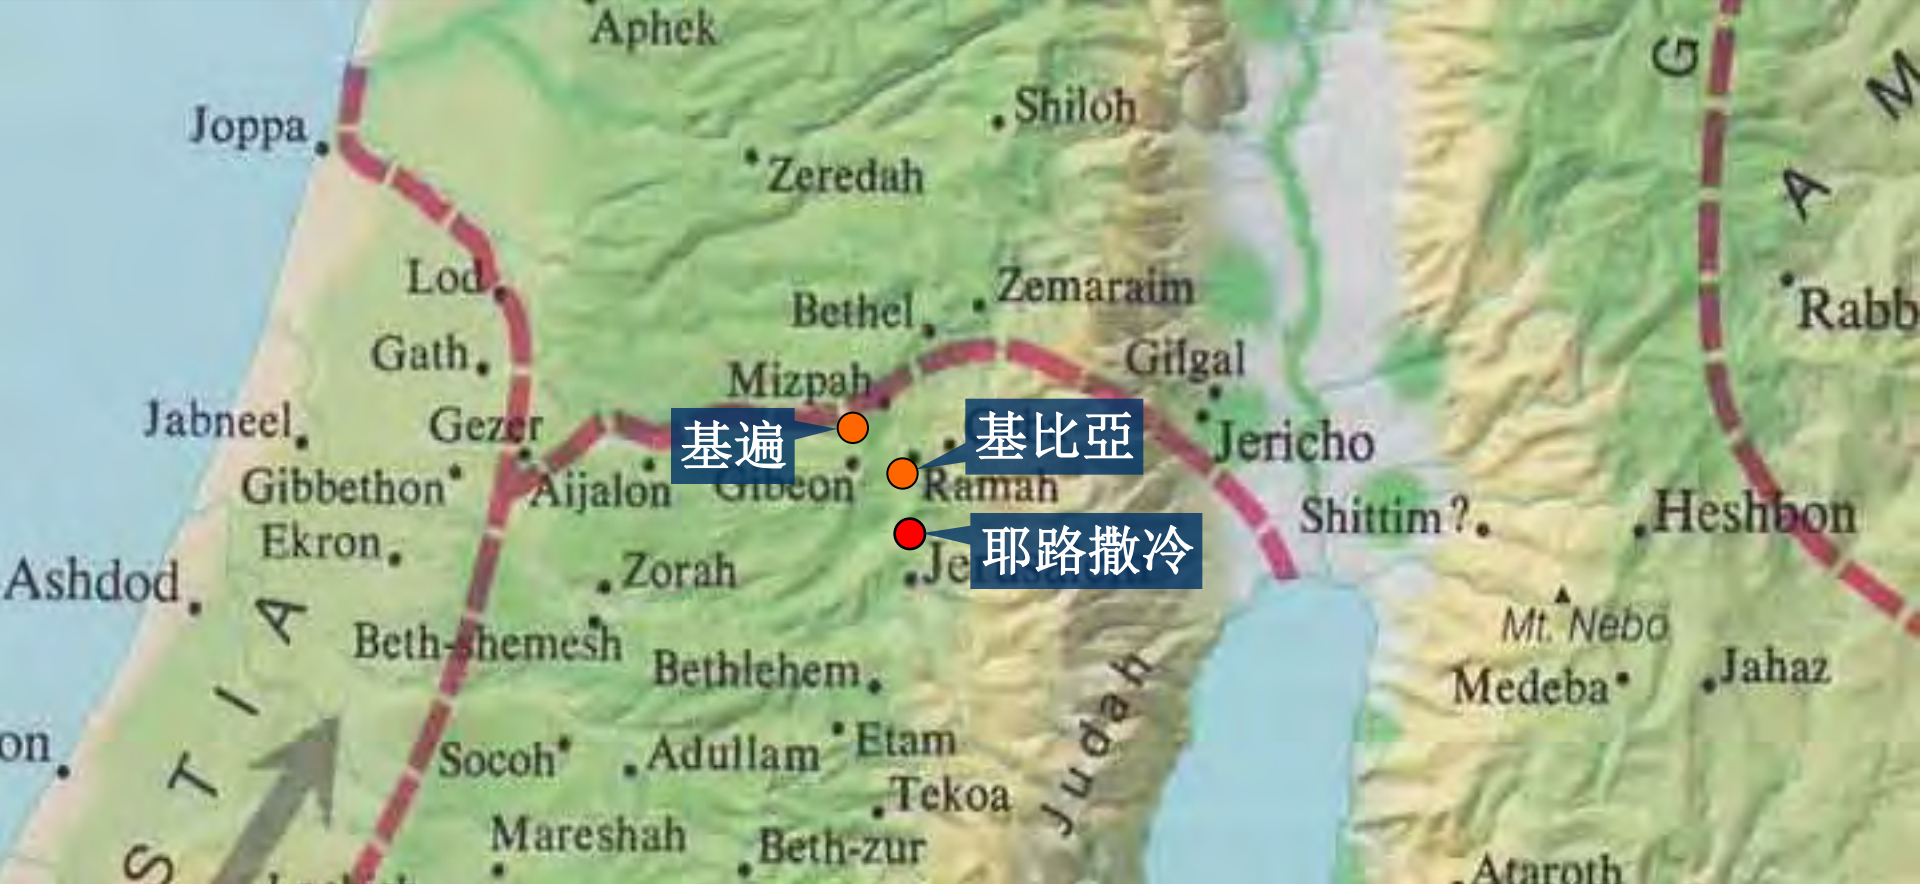 Aphek
G
M
Joppa
Shiloh
Zeredah
A
Lod
Bethel
Zemaraim
Rabb
Gath
Mizpah
Gilgal
Jabneel
Gezer
基遍
基比亞
Jericho
Gibbethon
Aijalon
Gibeon
Ramah
Shittim?
Heshbon
Ekron
耶路撒冷
Ashdod
Zorah
A
Mt. Nebo
Beth-shemesh
Bethlehem
Judah
Medeba
Jahaz
I
on
Socoh
Adullam
Etam
T
Tekoa
S
Mareshah
Beth-zur
Ataroth